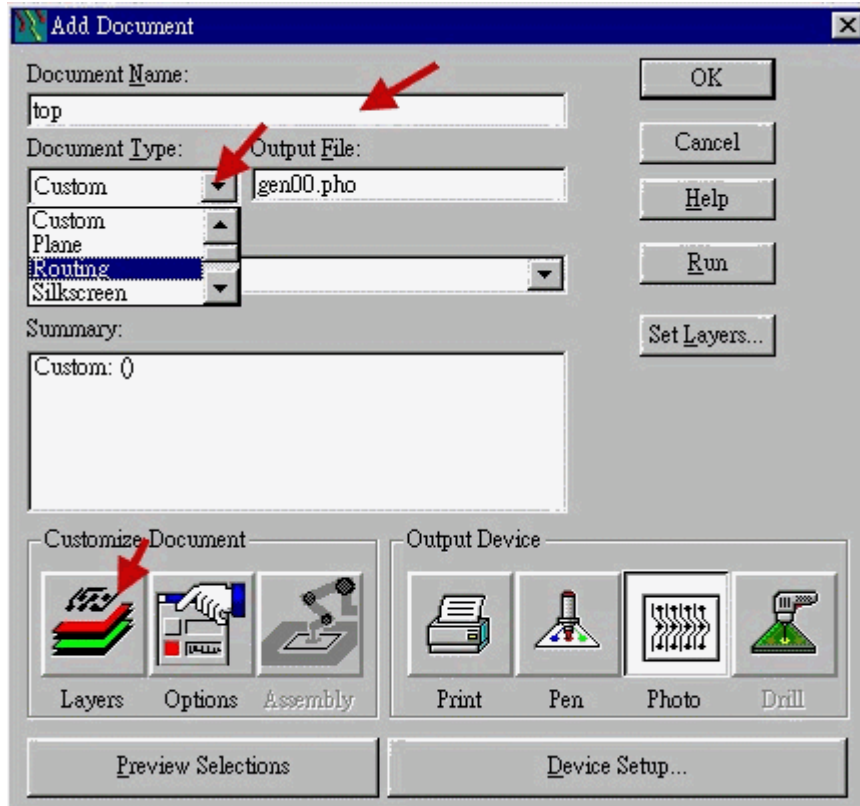 Add Document
Document Name:
OK
top
Document Type:
Output File:
Cancel
Custom
gen00.pho
Help
Custom
Plane
Routing
Silkscreen
Run
Summary:
Set Layers...
Custom: ()
Customize Document
Output Device
Layers
Options
Assembly
Print
Pen
Photo
Drill
Preview Selections
Device Setup...